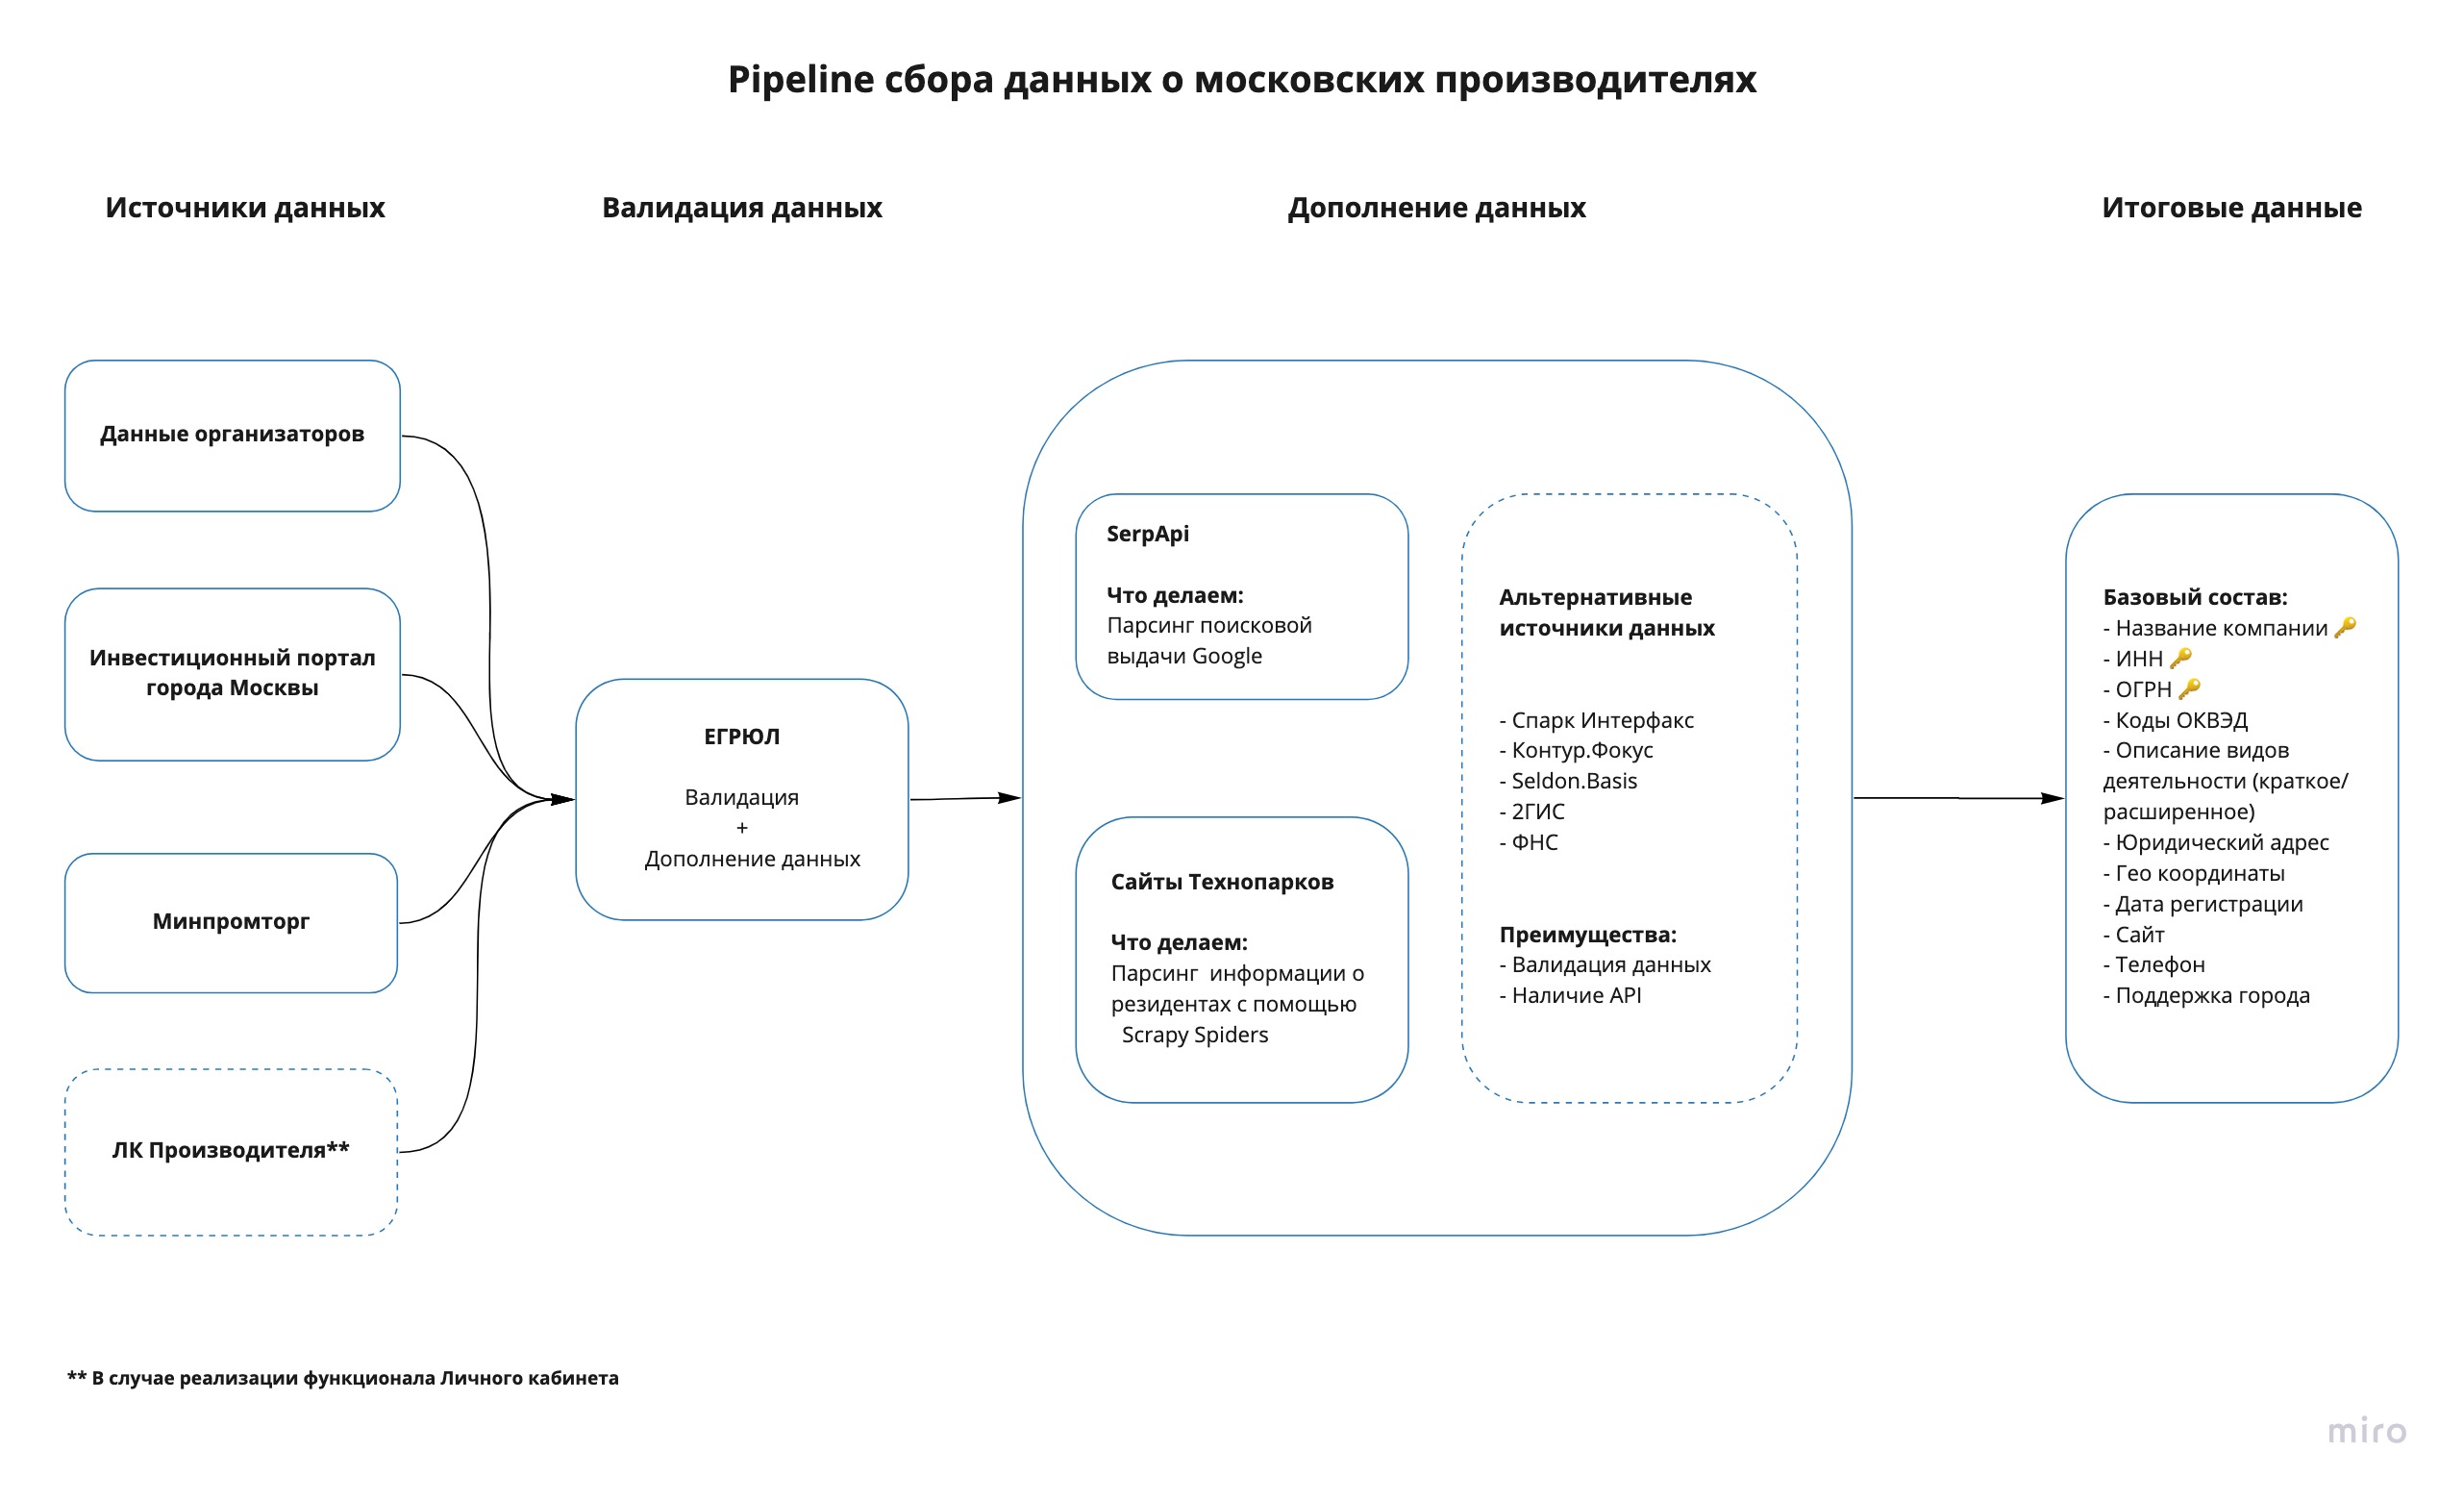 Pipeline сбора данных о московских производителях
Источники данных
Валидация данных
Дополнение данных
Итоговые данные
Данные организаторов
Инвестиционный портал
города Москвы
Минпромторг
ЛК Производителя**
ЕГРЮЛ
Валидация
+
Дополнение данных
SerpApi
Что делаем:
Парсинг поисковой
выдачи Google
Сайты Технопарков
Что делаем:
Парсинг  информации о
резидентах с помощью
Scrapy Spiders
Альтернативные
источники данных
- Спарк Интерфакс
- Контур.Фокус
- Seldon.Basis
- 2ГИС
- ФНС
Преимущества:
- Валидация данных
- Наличие API
Базовый состав:
- Название компании 🔑
- ИНН 🔑
- ОГРН 🔑
- Коды ОКВЭД
- Описание видов
деятельности (краткое/
расширенное)
- Юридический адрес
- Гео координаты
- Дата регистрации
- Сайт
- Телефон
- Поддержка города
** В случае реализации функционала Личного кабинета
miro